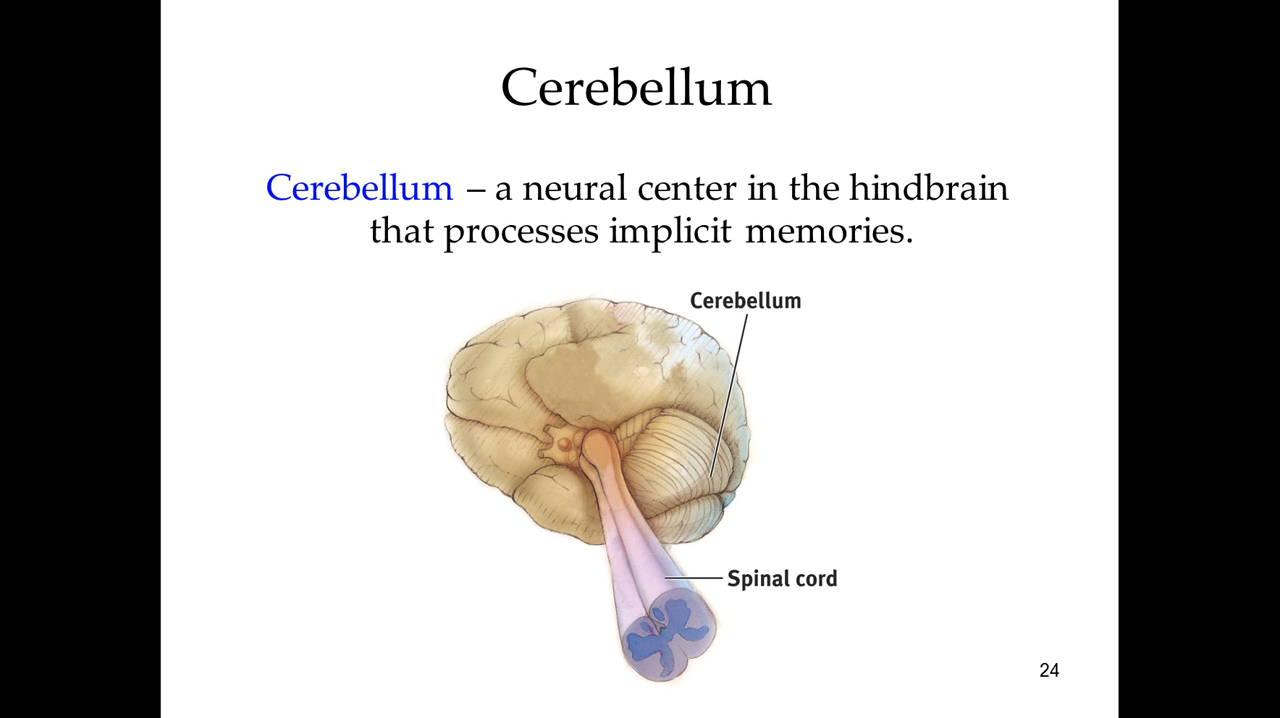 Cerebellum
Cerebellum – a neural center in the hindbrain
that processes implicit memories.
Cerebellum
Spinal cord
24